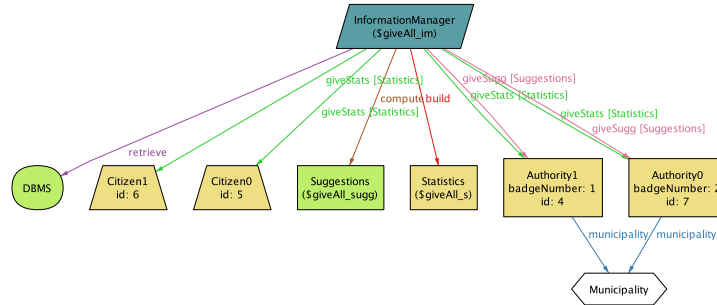 InformationManager
($giveAll_im)
giveStats [Statistics]
giveSugg [Suggestions]
compute
build
giveStats [Statistics]
giveStats [Statistics]
giveStats [Statistics]
giveSugg [Suggestions]
retrieve
DBMS
Citizen1
id: 6
Citizen0
id: 5
Suggestions
($giveAll_sugg)
Statistics
($giveAll_s)
Authority1
badgeNumber: 1
id: 4
Authority0
badgeNumber: 2
id: 7
municipality
municipality
Municipality